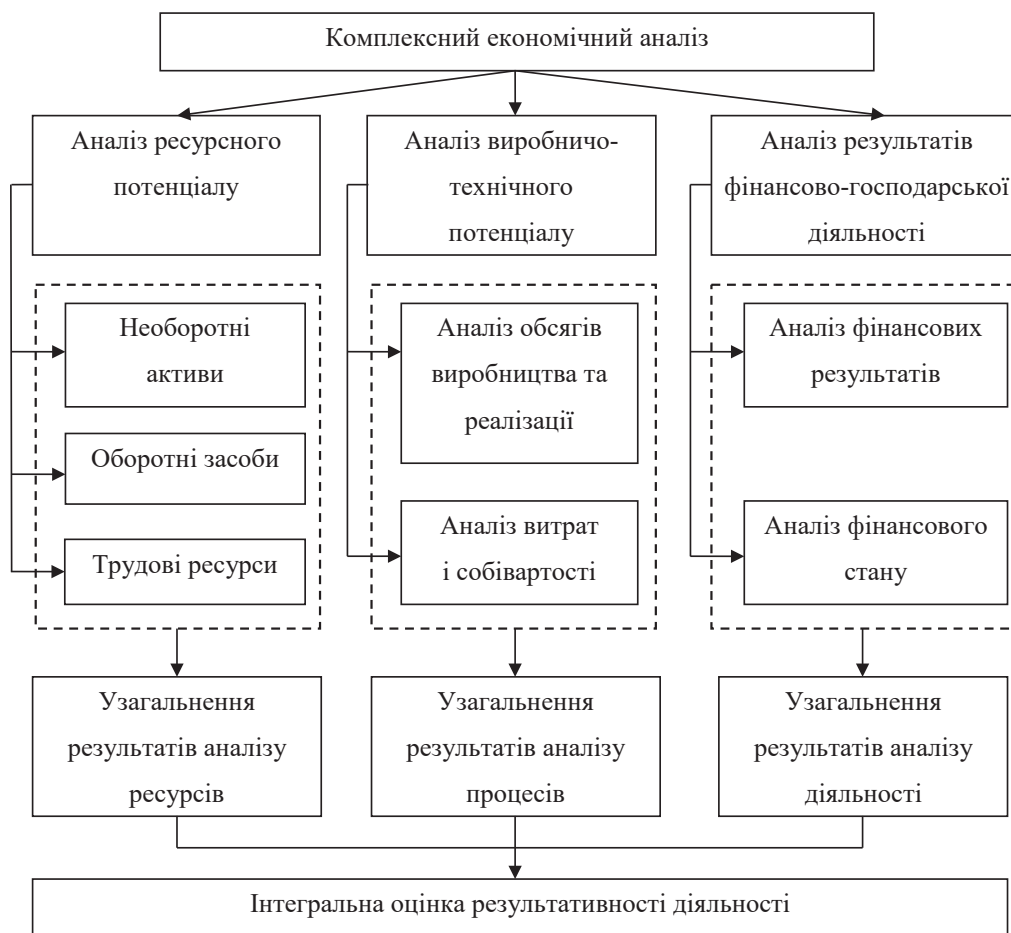 Комплексний економічний аналіз
Аналіз ресурсного
потенціалу
Аналіз виробничо-
технічного
потенціалу
Аналіз результатів
фінансово-господарської
діяльності
Необоротні
активи
Оборотні засоби
Трудові ресурси
Аналіз обсягів
виробництва та
реалізації
Аналіз витрат
і собівартості
Аналіз фінансових
результатів
Аналіз фінансового
стану
Узагальнення
результатів аналізу
ресурсів
Узагальнення
результатів аналізу
процесів
Узагальнення
результатів аналізу
діяльності
Інтегральна оцінка результативності діяльності